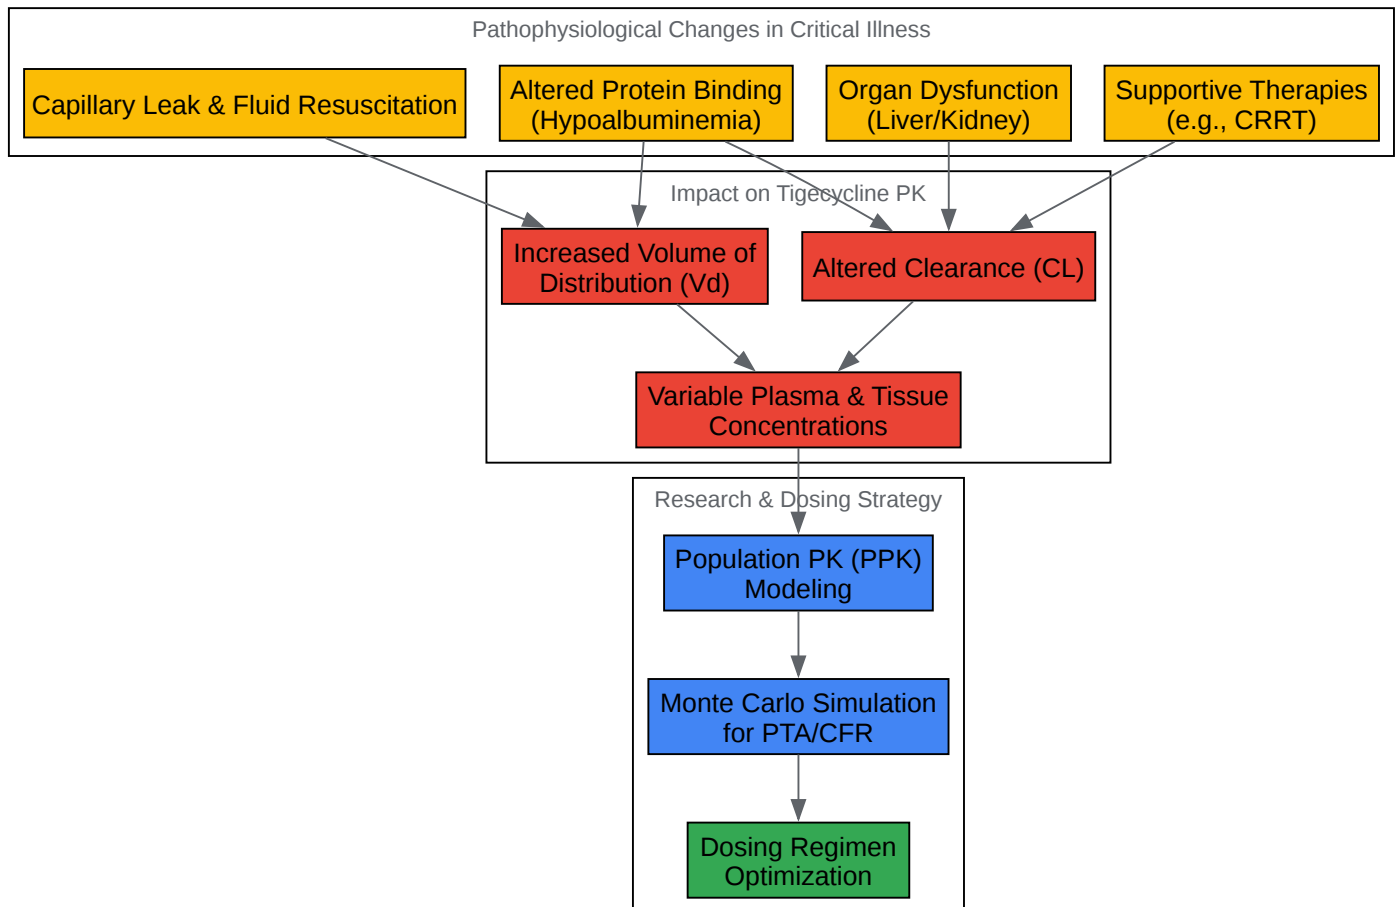 Pathophysiological Changes in Critical Illness
Capillary Leak & Fluid Resuscitation
Altered Protein Binding
(Hypoalbuminemia)
Organ Dysfunction
(Liver/Kidney)
Supportive Therapies
(e.g., CRRT)
Impact on Tigecycline PK
Increased Volume of
Distribution (Vd)
Altered Clearance (CL)
Variable Plasma & Tissue
Concentrations
Research & Dosing Strategy
Population PK (PPK)
Modeling
Monte Carlo Simulation
for PTA/CFR
Dosing Regimen
Optimization